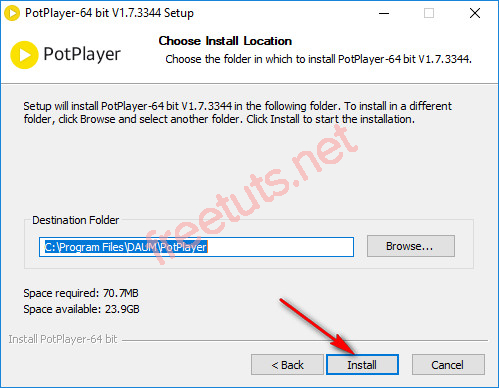 PotPlayer-64 bit V1.7.3344 Setup
PotPlayer
Choose Install Location
Choose the folder in which to install PotPlayer-64 bit V1.7.3344.
Setup will install PotPlayer-64 bit V1.7.3344 in the following folder. To install in a different
folder, click Browse and select another folder. Click Install to start the installation.
freetuts.net
Destination Folder
C:\Program Files\DAUM\PotPlayer
Browse...
Space required: 70.7MB
Space available: 23.9GB
Install PotPlayer-64 bit
< Back
Install
Cancel